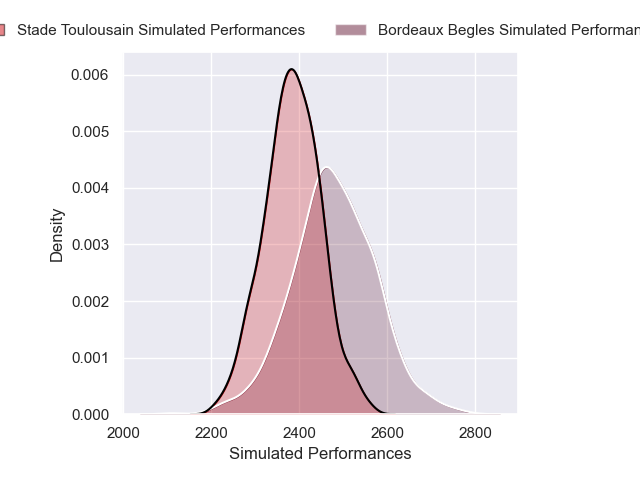 Stade Toulousain Simulated Performances Bordeaux Begles Simulated
0.006
0.005
0.004
0.003
0.002
0.001
0.000
Density
2000 2200 2400 2600 2800
Simulated Performances